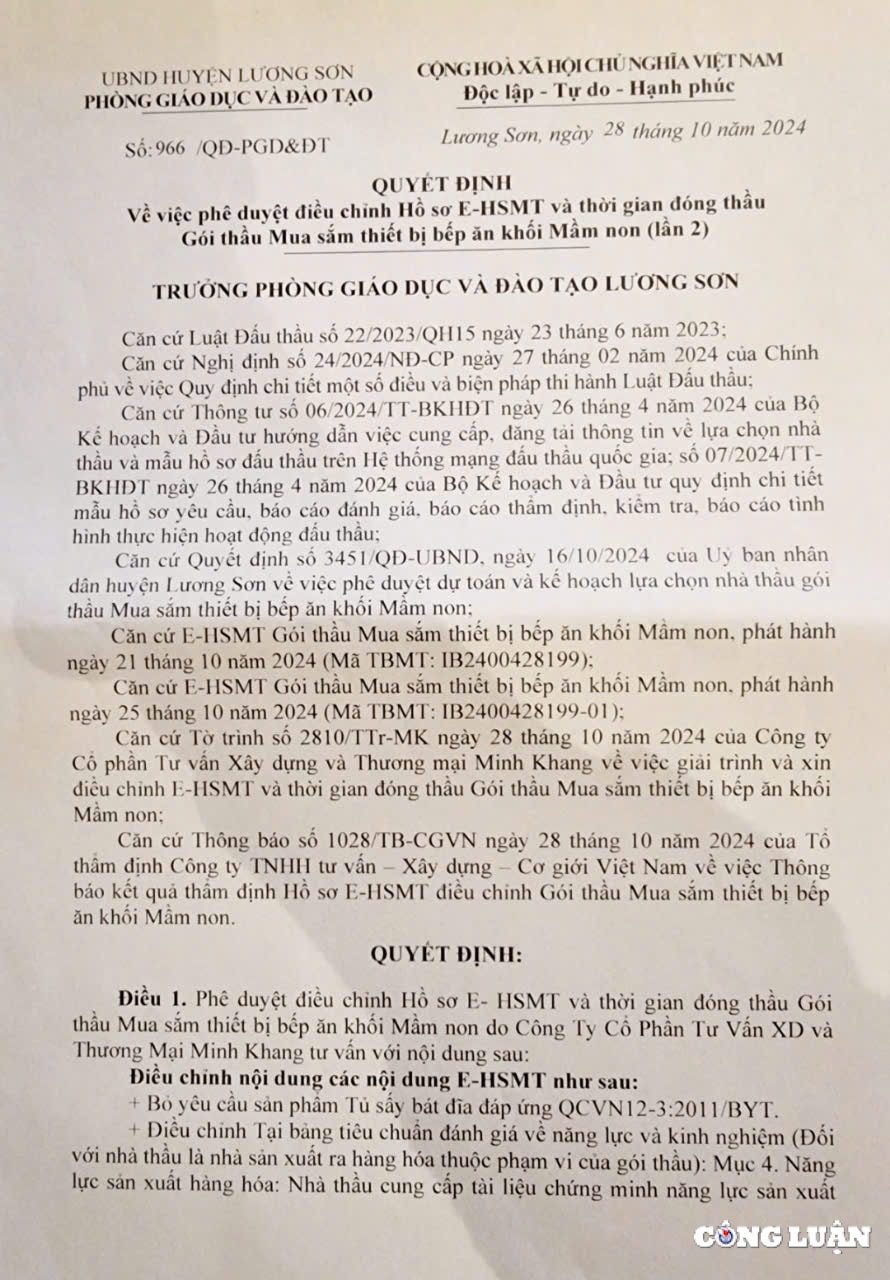 UBND HUYỆN LƯƠNG SƠN
PHÒNG GIÁO DỤC VÀ ĐÀO TẠO
CỘNG HOÀ XÃ HỘI CHỦ NGHĨA VIỆT NAM
Độc lập - Tự do - Hạnh phúc
Số: 966 /QĐ-PGD&ĐT
Lương Sơn, ngày 28 tháng 10 năm 2024
QUYẾT ĐỊNH
Về việc phê duyệt điều chỉnh Hồ sơ E-HSMT và thời gian đóng thầu
Gói thầu Mua sắm thiết bị bếp ăn khối Mầm non (lần 2)
TRƯỞNG PHÒNG GIÁO DỤC VÀ ĐÀO TẠO LƯƠNG SƠN
Căn cứ Luật Đấu thầu số 22/2023/QH15 ngày 23 tháng 6 năm 2023;
Căn cứ Nghị định số 24/2024/NĐ-CP ngày 27 tháng 02 năm 2024 của Chính
phủ về việc Quy định chi tiết một số điều và biện pháp thi hành Luật Đấu thầu;
Căn cứ Thông tư số 06/2024/TT-BKHĐT ngày 26 tháng 4 năm 2024 của Bộ
Kế hoạch và Đầu tư hướng dẫn việc cung cấp, đăng tải thông tin về lựa chọn nhà
thầu và mẫu hồ sơ đấu thầu trên Hệ thống mạng đấu thầu quốc gia; số 07/2024/TT-
BKHĐT ngày 26 tháng 4 năm 2024 của Bộ Kế hoạch và Đầu tư quy định chi tiết
mẫu hồ sơ yêu cầu, báo cáo đánh giá, báo cáo thẩm định, kiểm tra, báo cáo tình
hình thực hiện hoạt động đấu thầu;
Căn cứ Quyết định số 3451/QĐ-UBND, ngày 16/10/2024 của Uỷ ban nhân
dân huyện Lương Sơn về việc phê duyệt dự toán và kế hoạch lựa chọn nhà thầu gói
thầu Mua sắm thiết bị bếp ăn khối Mầm non;
Căn cứ E-HSMT Gói thầu Mua sắm thiết bị bếp ăn khối Mầm non, phát hành
ngày 21 tháng 10 năm 2024 (Mã TBMT: IB2400428199);
Căn cứ E-HSMT Gói thầu Mua sắm thiết bị bếp ăn khối Mầm non, phát hành
ngày 25 tháng 10 năm 2024 (Mã TBMT: IB2400428199-01);
Căn cứ Tờ trình số 2810/TTr-MK ngày 28 tháng 10 năm 2024 của Công ty
Cổ phần Tư vấn Xây dựng và Thương mại Minh Khang về việc giải trình và xin
điều chỉnh E-HSMT và thời gian đóng thầu Gói thầu Mua sắm thiết bị bếp ăn khối
Mầm non;
Căn cứ Thông báo số 1028/TB-CGVN ngày 28 tháng 10 năm 2024 của Tổ
thẩm định Công ty TNHH tư vấn – Xây dựng – Cơ giới Việt Nam về việc Thông
báo kết quả thẩm định Hồ sơ E-HSMT điều chỉnh Gói thầu Mua sắm thiết bị bếp
ăn khối Mầm non.
QUYẾT ĐỊNH:
Điều 1. Phê duyệt điều chỉnh Hồ sơ E- HSMT và thời gian đóng thầu Gói
thầu Mua sắm thiết bị bếp ăn khối Mầm non do Công Ty Cổ Phần Tư Vấn XD và
Thương Mại Minh Khang tư vấn với nội dung sau:
Điều chỉnh nội dung các nội dung E-HSMT như sau:
+ Bỏ yêu cầu sản phẩm Tủ sấy bát đĩa đáp ứng QCVN12-3:2011/BYT.
+ Điều chỉnh Tại bảng tiêu chuẩn đánh giá về năng lực và kinh nghiệm (Đối
với nhà thầu là nhà sản xuất ra hàng hóa thuộc phạm vi của gói thầu): Mục 4. Năng
lực sản xuất hàng hóa: Nhà thầu cung cấp tài liệu chứng minh năng lực sản xuất
CÔNG LUẬN